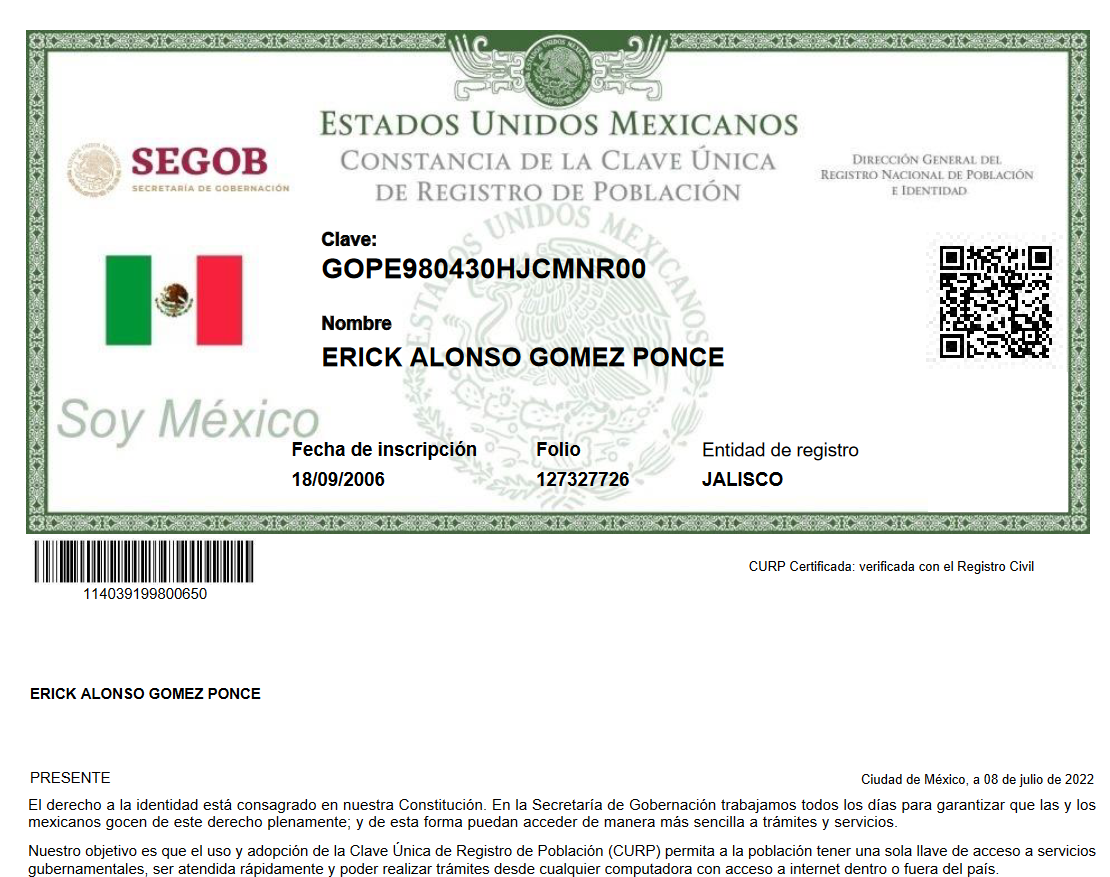 ESTADOS UNIDOS MEXICANOS
CONSTANCIA DE LA CLAVE ÚNICA
DE REGISTRO DE POBLACIÓN
SEGOB
SECRETARÍA DE GOBERNACIÓN
DIRECCIÓN GENERAL DEL
REGISTRO NACIONAL DE POBLACIÓN
E IDENTIDAD
ESTADOS UNIDOS MEXICANOS
Clave:
GOPE980430HJCMNR00
Nombre
ERICK ALONSO GOMEZ PONCE
Soy México
Fecha de inscripción Folio Entidad de registro
18/09/2006 127327726 JALISCO
114039199800650
CURP Certificada: verificada con el Registro Civil
ERICK ALONSO GOMEZ PONCE
PRESENTE
Ciudad de México, a 08 de julio de 2022
El derecho a la identidad está consagrado en nuestra Constitución. En la Secretaría de Gobernación trabajamos todos los días para garantizar que las y los
mexicanos gocen de este derecho plenamente; y de esta forma puedan acceder de manera más sencilla a trámites y servicios.
Nuestro objetivo es que el uso y adopción de la Clave Única de Registro de Población (CURP) permita a la población tener una sola llave de acceso a servicios
gubernamentales, ser atendida rápidamente y poder realizar trámites desde cualquier computadora con acceso a internet dentro o fuera del país.